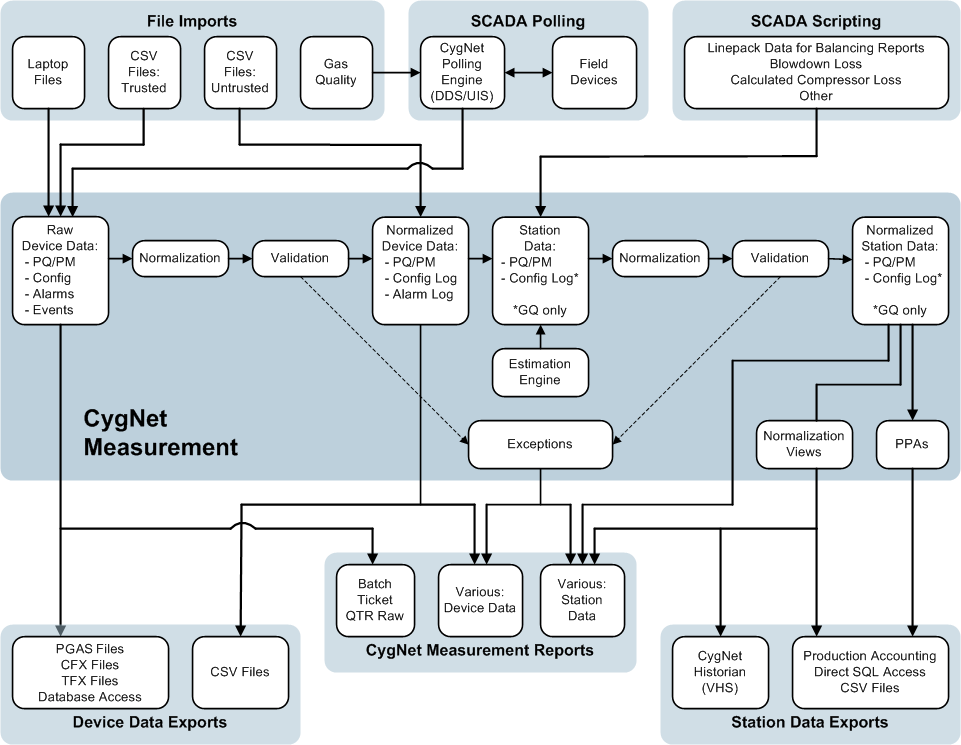 File Imports
Laptop
Files
CSV
Files:
Trusted
CSV
Files:
Untrusted
Gas
Quality
SCADA Polling
CygNet
Polling
Engine
(DDS/UIS)
Field
Devices
SCADA Scripting
Linepack Data for Balancing Reports
Blowdown Loss
Calculated Compressor Loss
Other
Raw
Device Data:
- PQ/PM
- Config
- Alarms
- Events
Normalization
Validation
Normalized
Device Data:
- PQ/PM
- Config Log
- Alarm Log
Station
Data:
- PQ/PM
- Config Log*
*GQ only
Normalization
Validation
Normalized
Station Data:
- PQ/PM
- Config Log*
*GQ only
Estimation
Engine
CygNet
Measurement
Exceptions
Normalization
Views
PPAs
Batch
Ticket
QTR Raw
Various:
Device Data
Various:
Station
Data
CygNet Measurement Reports
PGAS Files
CFX Files
TFX Files
Database Access
CSV Files
Device Data Exports
CygNet
Historian
(VHS)
Production Accounting
Direct SQL Access
CSV Files
Station Data Exports